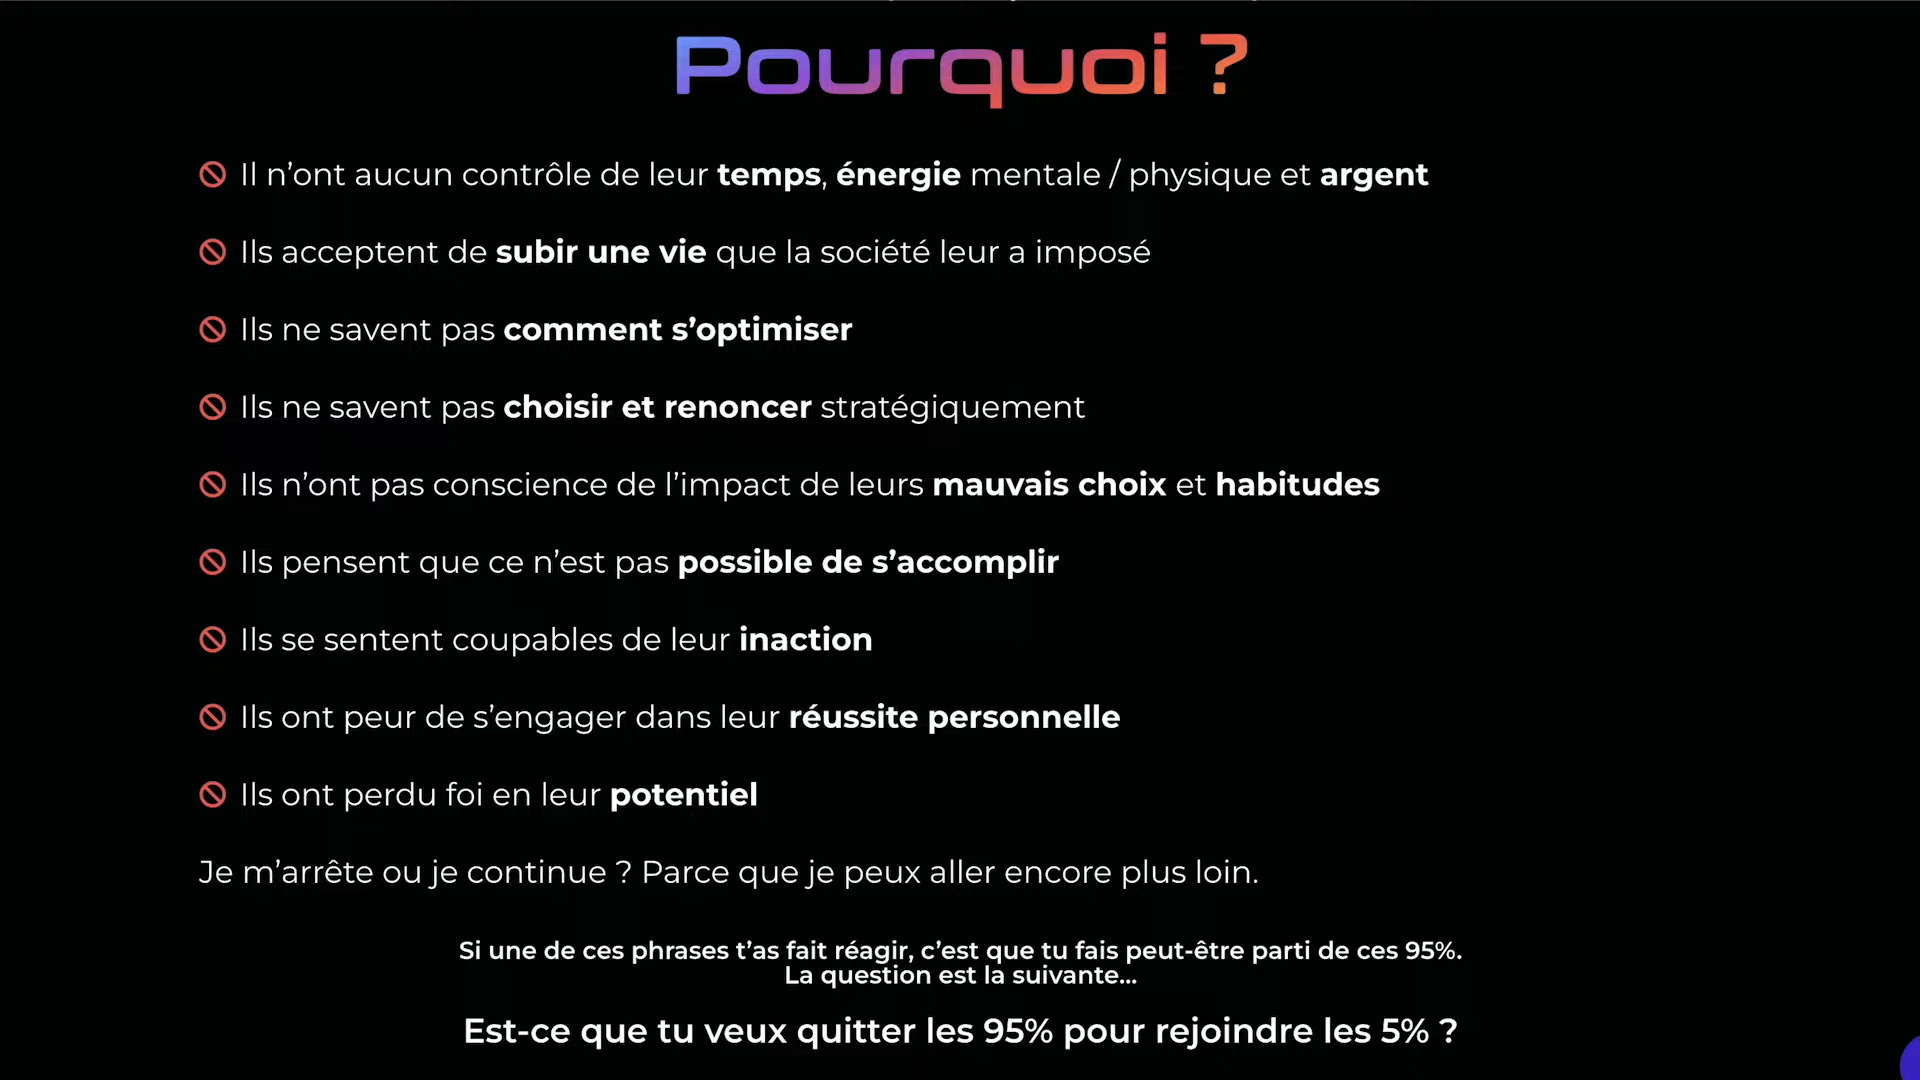 Pourquoi ?
Il n’ont aucun contrôle de leur temps, énergie mentale / physique et argent
Ils acceptent de subir une vie que la société leur a imposé
Ils ne savent pas comment s’optimiser
Ils ne savent pas choisir et renoncer stratégiquement
Ils n’ont pas conscience de l’impact de leurs mauvais choix et habitudes
Ils pensent que ce n’est pas possible de s’accomplir
Ils se sentent coupables de leur inaction
Ils ont peur de s’engager dans leur réussite personnelle
Ils ont perdu foi en leur potentiel
Je m’arrête ou je continue ? Parce que je peux aller encore plus loin.
Si une de ces phrases t’as fait réagir, c’est que tu fais peut-être parti de ces 95%.
La question est la suivante...
Est-ce que tu veux quitter les 95% pour rejoindre les 5% ?